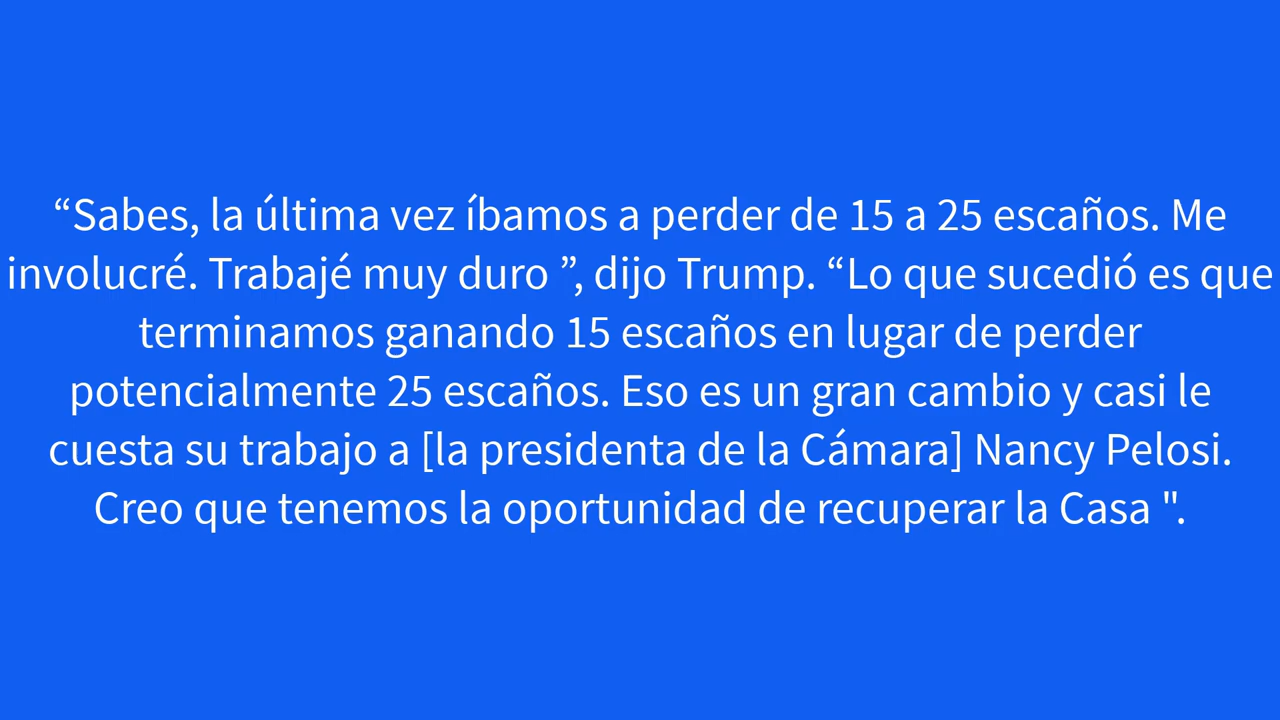 “Sabes, la última vez íbamos a perder de 15 a 25 escaños. Me
involucré. Trabajé muy duro ”, dijo Trump. “Lo que sucedió es que
terminamos ganando 15 escaños en lugar de perder
potencialmente 25 escaños. Eso es un gran cambio y casi le
cuesta su trabajo a [la presidenta de la Cámara] Nancy Pelosi.
Creo que tenemos la oportunidad de recuperar la Casa ".